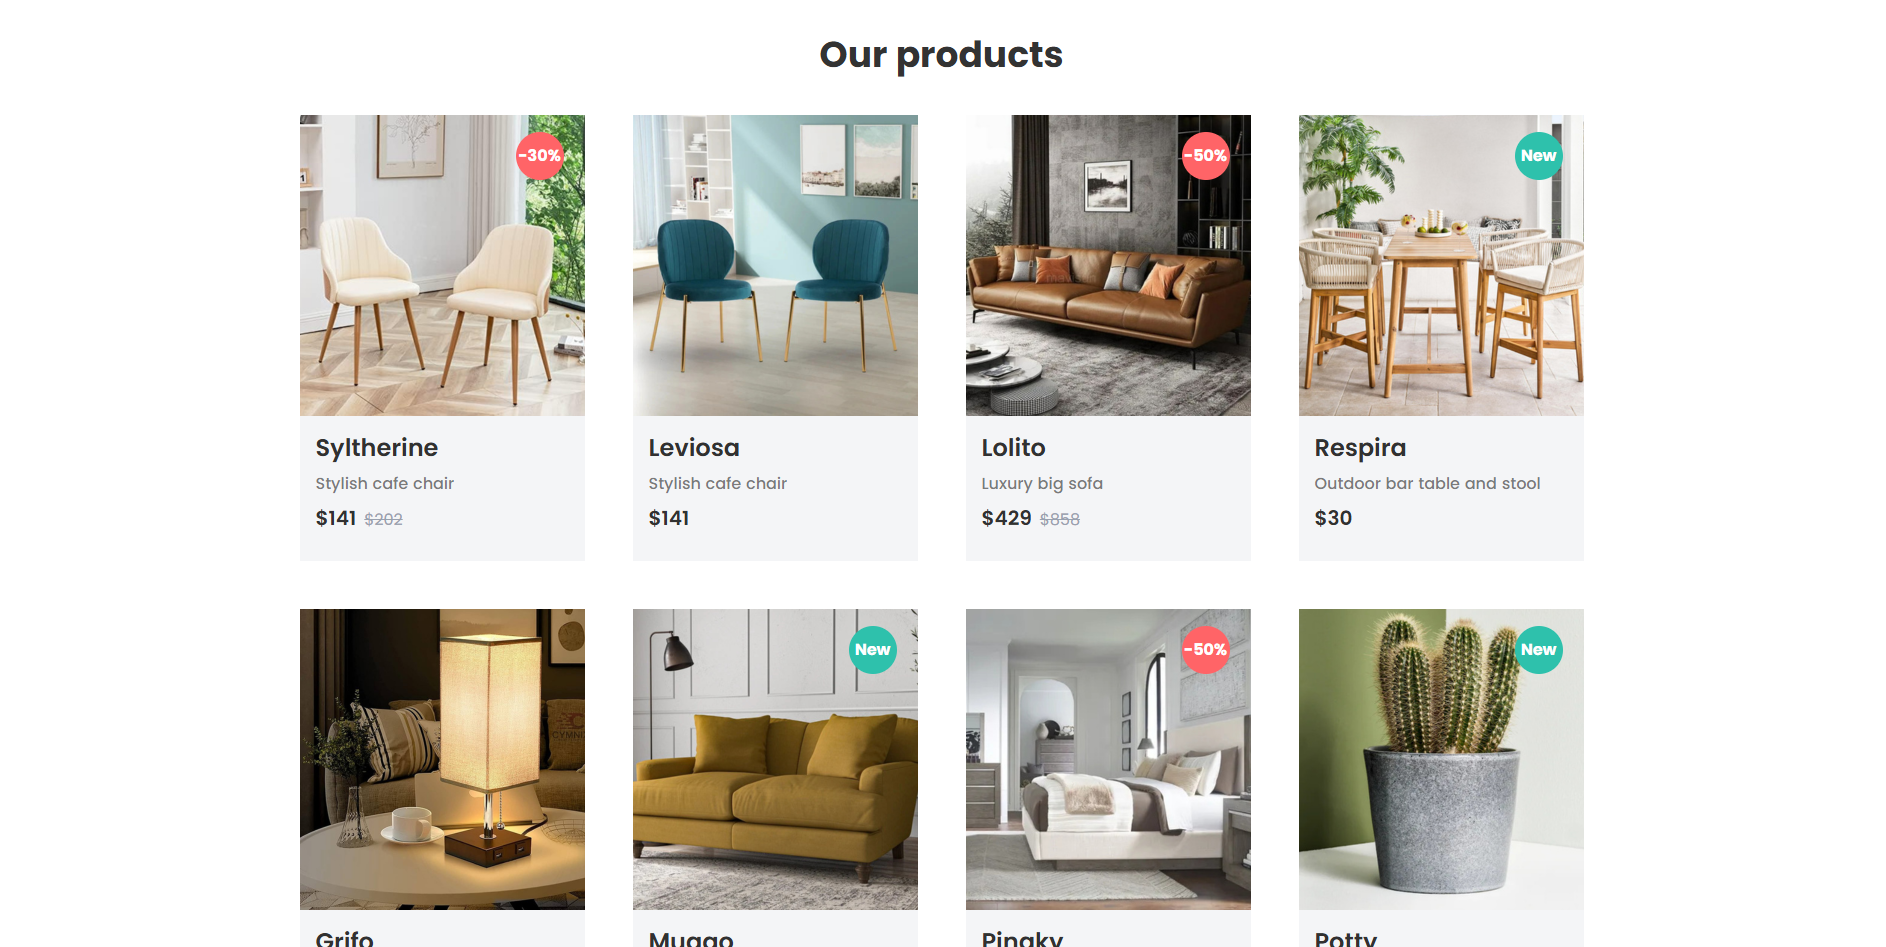 Our products
-30%
-50%
New
Syltherine
Leviosa
Lolito
Respira
Stylish cafe chair
Stylish cafe chair
Luxury big sofa
Outdoor bar table and stool
$141 $202
$141
$429 $858
$30
New
-50%
New
Grifo
Muggo
Pingky
Potty